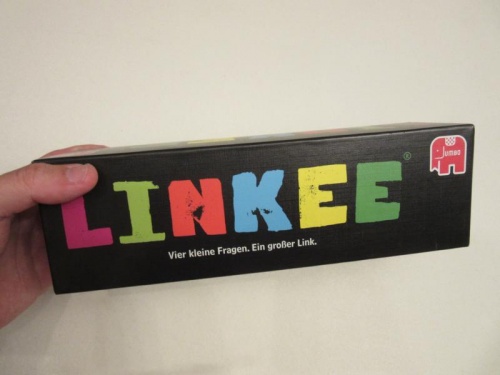 Jumbo
LINKEE®
Vier kleine Fragen. Ein großer Link.